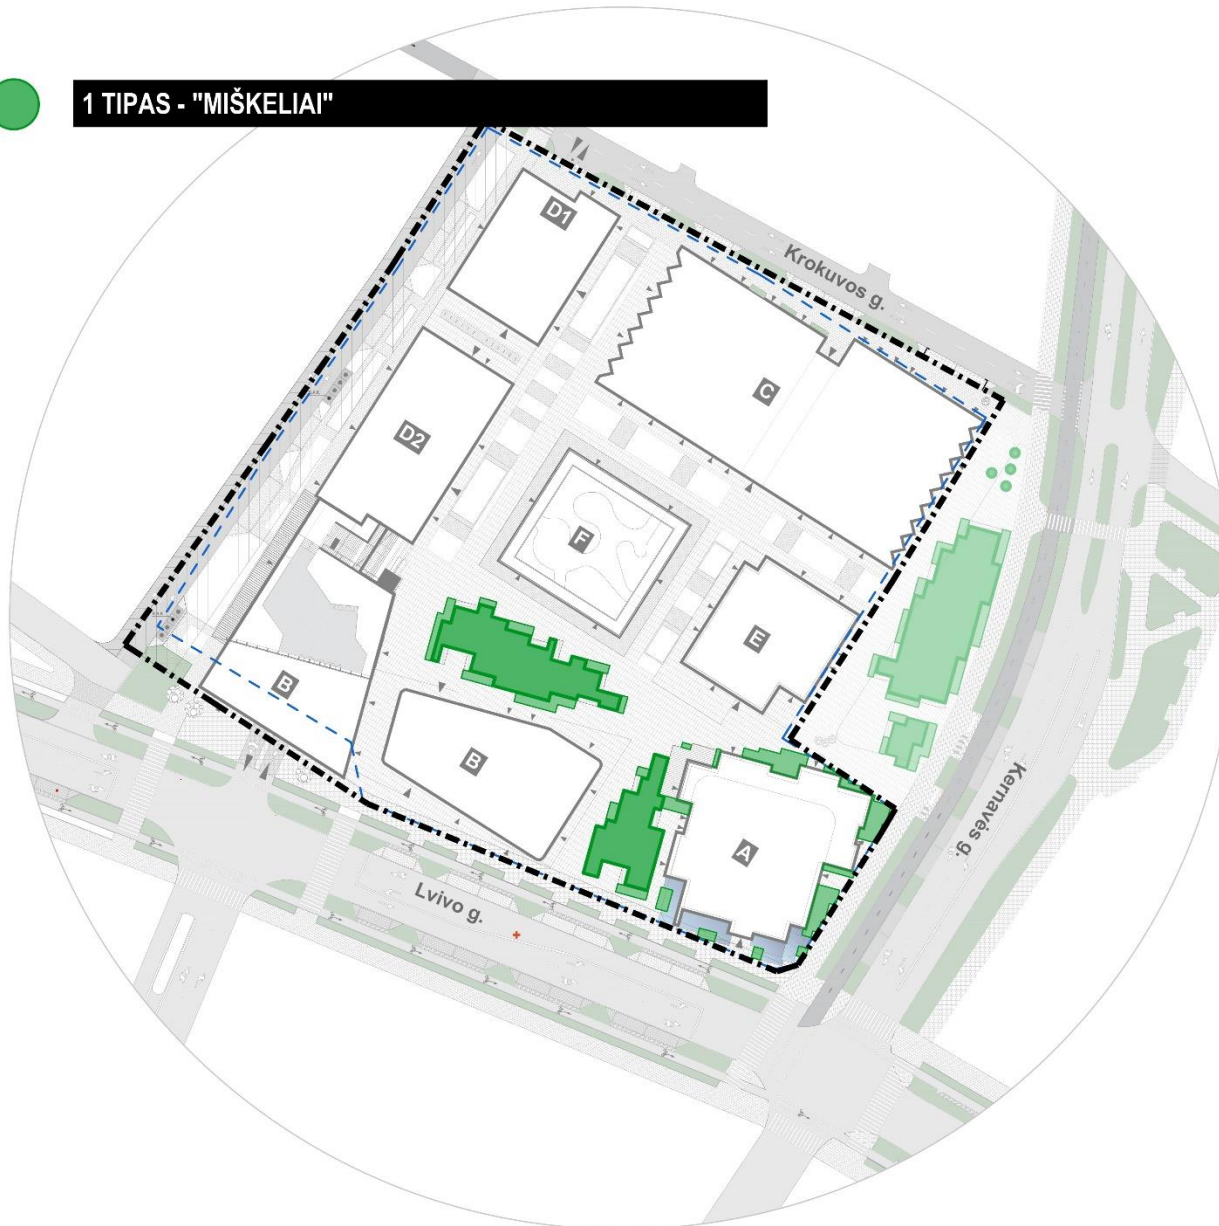 1 TIPAS - "MIŠKELIAI"
D1
Krokuvos g.
C
D2
F
E
B
B
A
Kernavės g.
Lvivo g.